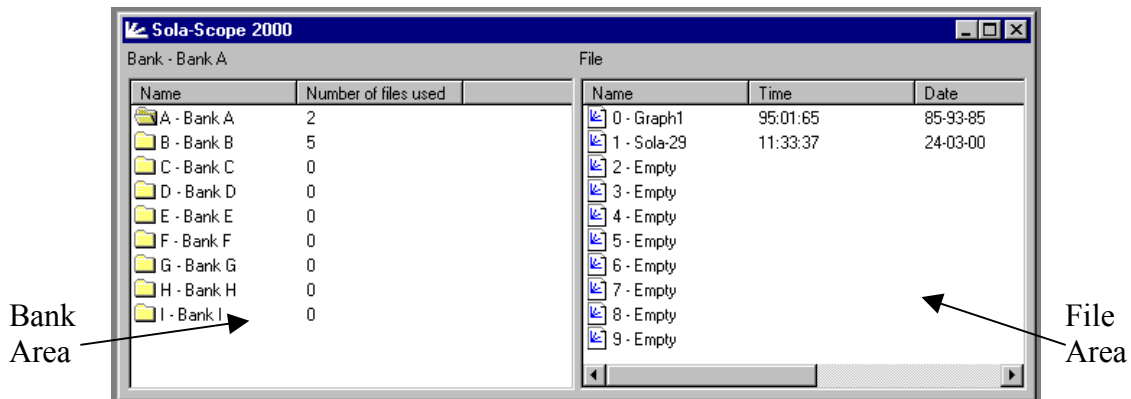 Sola-Scope 2000
Bank - Bank A File
Name Number of files used Name Time Date
A - Bank A 2 0 - Graph1 95:01:65 85-93-85
B - Bank B 5 1 - Sola-29 11:33:37 24-03-00
C - Bank C 0 2 - Empty
D - Bank D 0 3 - Empty
E - Bank E 0 4 - Empty
F - Bank F 0 5 - Empty
G - Bank G 0 6 - Empty
H - Bank H 0 7 - Empty
I - Bank I 0 8 - Empty
9 - Empty
Bank
Area
File
Area